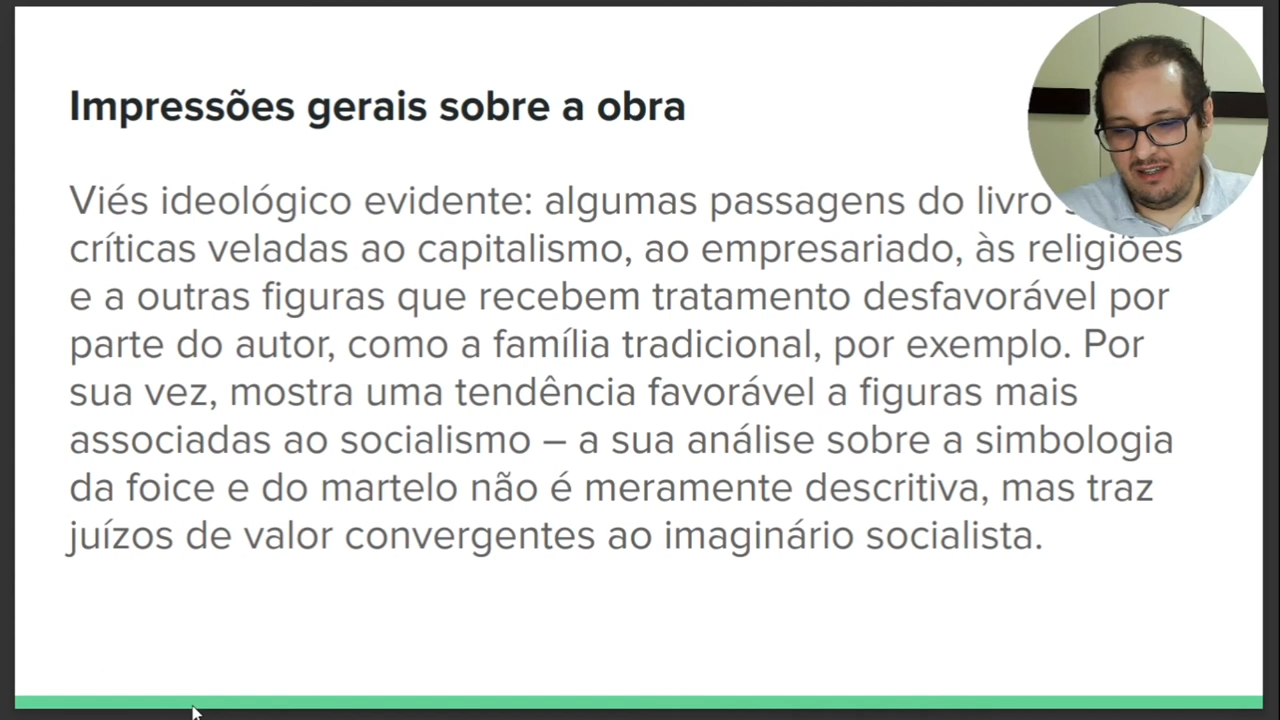 Impressões gerais sobre a obra
Viés ideológico evidente: algumas passagens do livro
críticas veladas ao capitalismo, ao empresariado, às religiões
e a outras figuras que recebem tratamento desfavorável por
parte do autor, como a família tradicional, por exemplo. Por
sua vez, mostra uma tendência favorável a figuras mais
associadas ao socialismo – a sua análise sobre a simbologia
da foice e do martelo não é meramente descritiva, mas traz
juízos de valor convergentes ao imaginário socialista.